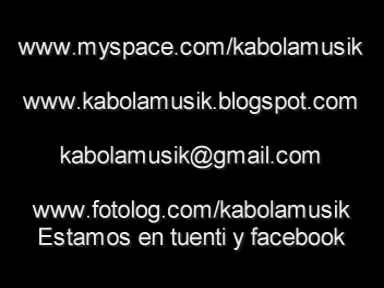 www.myspace.com/kabolamusik
www.kabolamusik.blogspot.com
kabolamusik@gmail.com
www.fotolog.com/kabolamusik
Estamos en tuenti y facebook